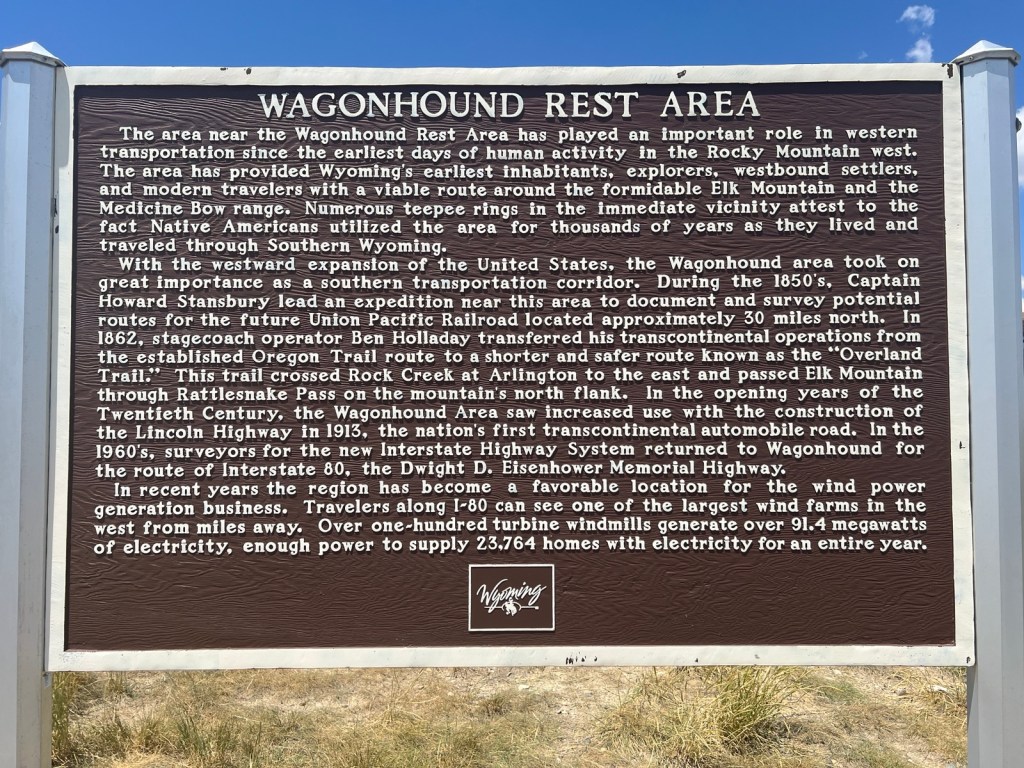 WAGONHOUND REST AREA
The area near the Wagonhound Rest Area has played an important role in western
transportation since the earliest days of human activity in the Rocky Mountain west.
The area has provided Wyoming's earliest inhabitants, explorers, westbound settlers,
and modern travelers with a viable route around the formidable Elk Mountain and the
Medicine Bow range. Numerous teepee rings in the immediate vicinity attest to the
fact Native Americans utilized the area for thousands of years as they lived and
traveled through Southern Wyoming.
With the westward expansion of the United States, the Wagonhound area took on
great importance as a southern transportation corridor. During the 1850's, Captain
Howard Stansbury lead an expedition near this area to document and survey potential
routes for the future Union Pacific Railroad located approximately 30 miles north. In
1862, stagecoach operator Ben Holladay transferred his transcontinental operations from
the established Oregon Trail route to a shorter and safer route known as the "Overland
Trail." This trail crossed Rock Creek at Arlington to the east and passed Elk Mountain
through Rattlesnake Pass on the mountain's north flank. In the opening years of the
Twentieth Century, the Wagonhound Area saw increased use with the construction of
the Lincoln Highway in 1913, the nation's first transcontinental automobile road. In the
1960's, surveyors for the new Interstate Highway System returned to Wagonhound for
the route of Interstate 80, the Dwight D. Eisenhower Memorial Highway.
In recent years the region has become a favorable location for the wind power
generation business. Travelers along I-80 can see one of the largest wind farms in the
west from miles away. Over one-hundred turbine windmills generate over 91.4 megawatts
of electricity, enough power to supply 23,764 homes with electricity for an entire year.
Wyoming